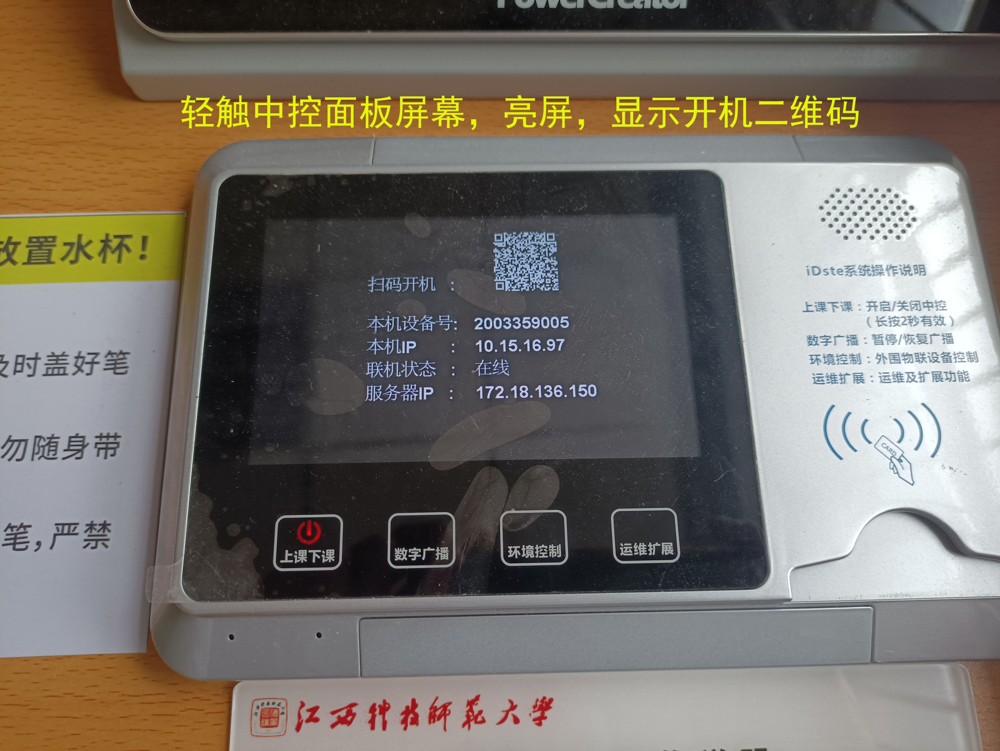 PowerCreator
轻触中控面板屏幕，亮屏，显示开机二维码
放置水杯！
及时盖好笔
勿随身带
笔，严禁
扫码开机 ：
本机设备号： 2003359005
本机IP ： 10.15.16.97
联机状态 ： 在线
服务器IP ： 172.18.136.150
上课下课
数字广播
环境控制
运维扩展
iDste系统操作说明
上课下课：开启/关闭中控
（长按2秒有效）
数字广播：暂停/恢复广播
环境控制：外围物联设备控制
运维扩展：运维及扩展功能
CARD
江西科技師範大學